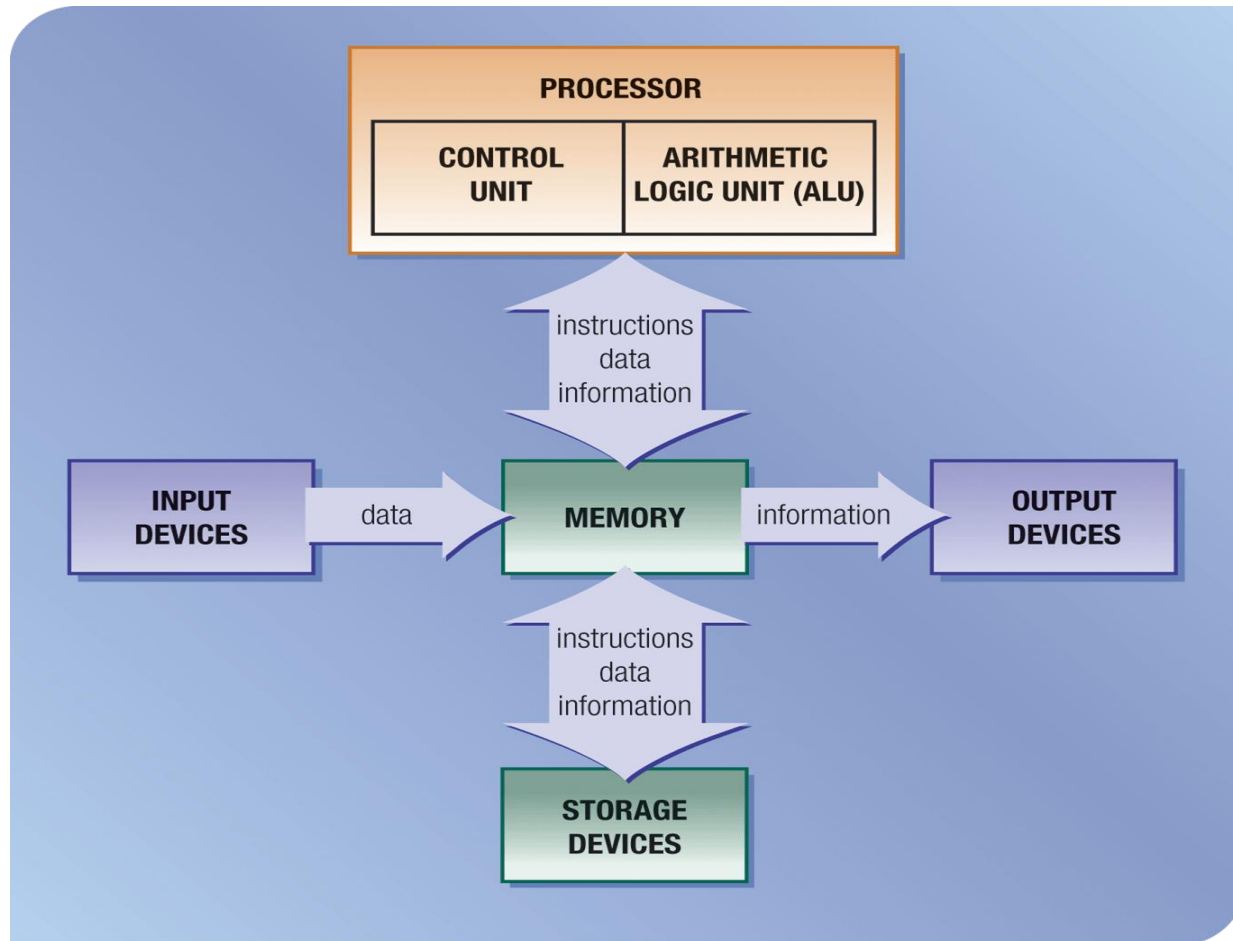 PROCESSOR
CONTROL
UNIT
ARITHMETIC
LOGIC UNIT (ALU)
instructions
data
information
INPUT
DEVICES
data
MEMORY
information
OUTPUT
DEVICES
instructions
data
information
STORAGE
DEVICES